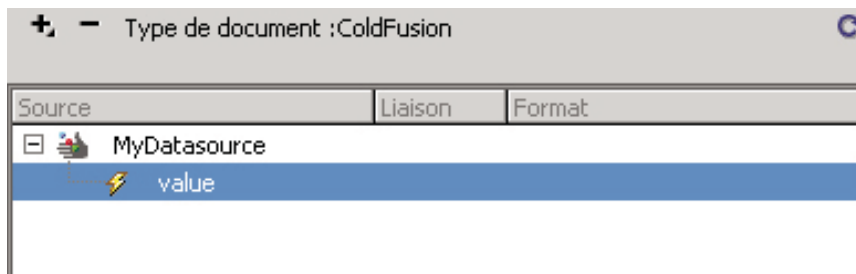 Type de document :ColdFusion
Source Liaison Format
MyDatasource
value